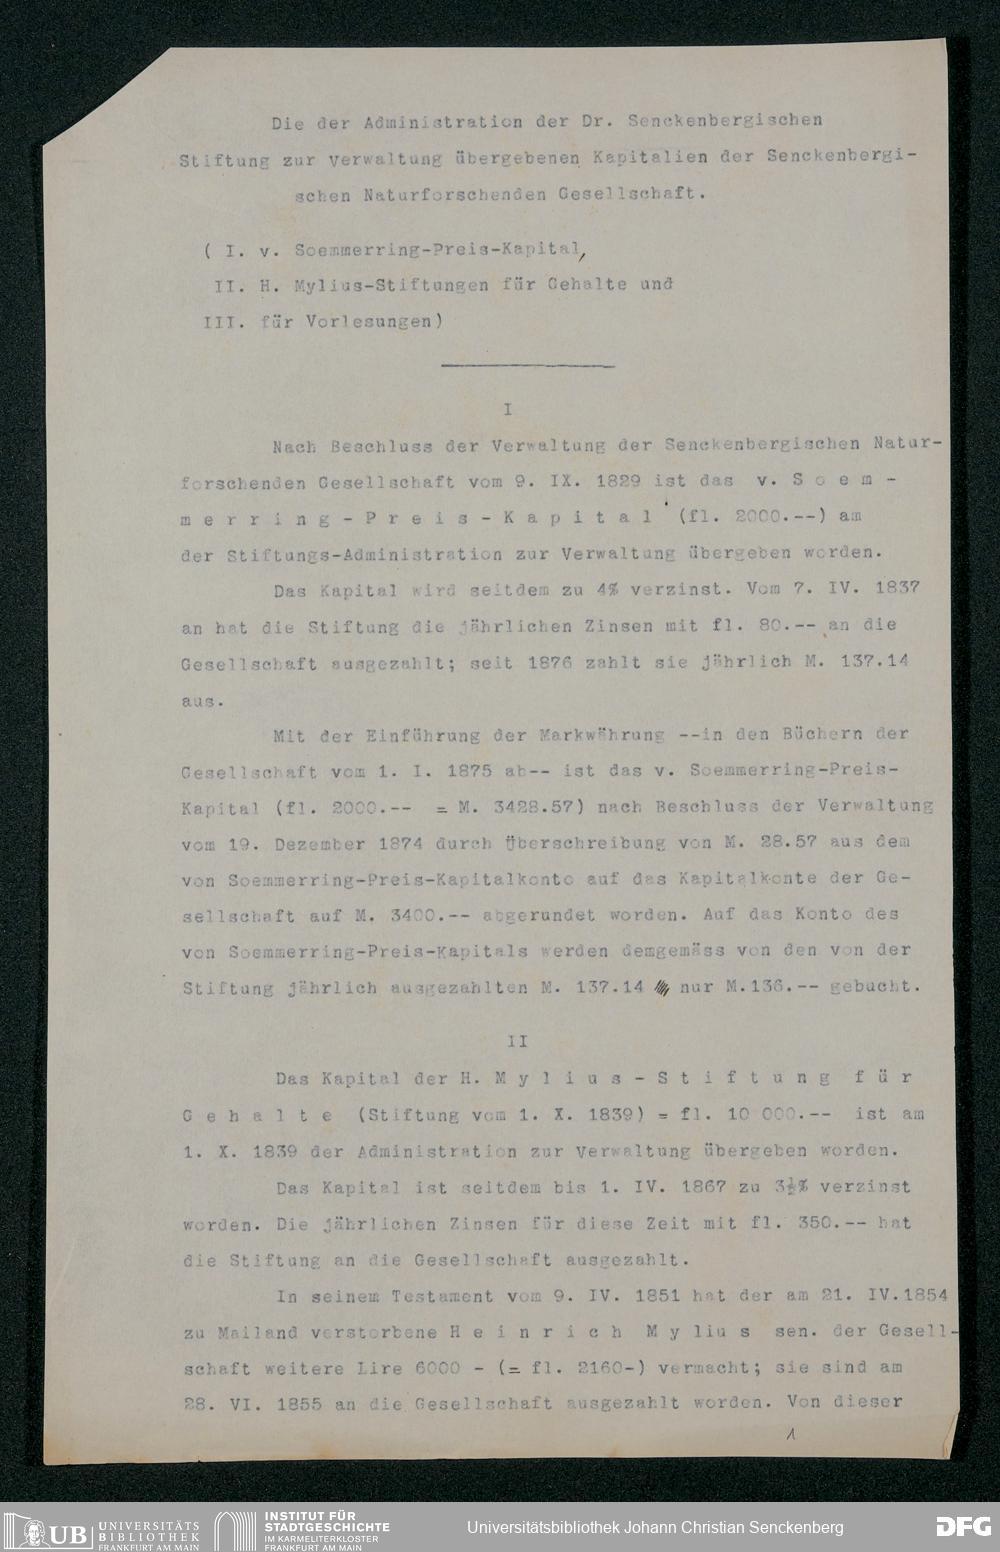 Die der Administration der Dr. Senckenbergischen
Stiftung zur Verwaltung übergebenen Kapitalien der Senckenbergi-
schen Naturforschenden Gesellschaft.
( I. v. Soemmerring-Preis-Kapital,
II. H. Mylius-Stiftungen für Gehalte und
III. für Vorlesungen)
I
Nach Beschluss der Verwaltung der Senckenbergischen Natur-
forschenden Gesellschaft vom 9. IX. 1829 ist das v. S o e m -
m e r r i n g - P r e i s - K a p i t a l (fl. 2000.--) am
der Stiftungs-Administration zur Verwaltung übergeben worden.
Das Kapital wird seitdem zu 4% verzinst. Vom 7. IV. 1837
an hat die Stiftung die jährlichen Zinsen mit fl. 80.-- an die
Gesellschaft ausgezahlt; seit 1876 zahlt sie jährlich M. 137.14
aus.
Mit der Einführung der Markwährung --in den Büchern der
Gesellschaft vom 1. I. 1875 ab-- ist das v. Soemmerring-Preis-
Kapital (fl. 2000.-- = M. 3428.57) nach Beschluss der Verwaltung
vom 19. Dezember 1874 durch Überschreibung von M. 28.57 aus dem
von Soemmerring-Preis-Kapitalkonto auf das Kapitalkonte der Ge-
sellschaft auf M. 3400.-- abgerundet worden. Auf das Konto des
von Soemmerring-Preis-Kapitals werden demgemäss von den von der
Stiftung jährlich ausgezahlten M. 137.14 nur M.136.-- gebucht.
II
Das Kapital der H. M y l i u s - S t i f t u n g f ü r
G e h a l t e (Stiftung vom 1. X. 1839) = fl. 10 000.-- ist am
1. X. 1839 der Administration zur Verwaltung übergeben worden.
Das Kapital ist seitdem bis 1. IV. 1867 zu 3½% verzinst
worden. Die jährlichen Zinsen für diese Zeit mit fl. 350.-- hat
die Stiftung an die Gesellschaft ausgezahlt.
In seinem Testament vom 9. IV. 1851 hat der am 21. IV.1854
zu Mailand verstorbene H e i n r i c h M y liu s sen. der Gesell-
schaft weitere Lire 6000 - (= fl. 2160-) vermacht; sie sind am
28. VI. 1855 an die Gesellschaft ausgezahlt worden. Von dieser
1
UB UNIVERSITÄTS
BIBLIOTHEK
FRANKFURT AM MAIN
INSTITUT FÜR
STADTGESCHICHTE
IM KARMELITERKLOSTER
FRANKFURT AM MAIN
Universitätsbibliothek Johann Christian Senckenberg
DFG